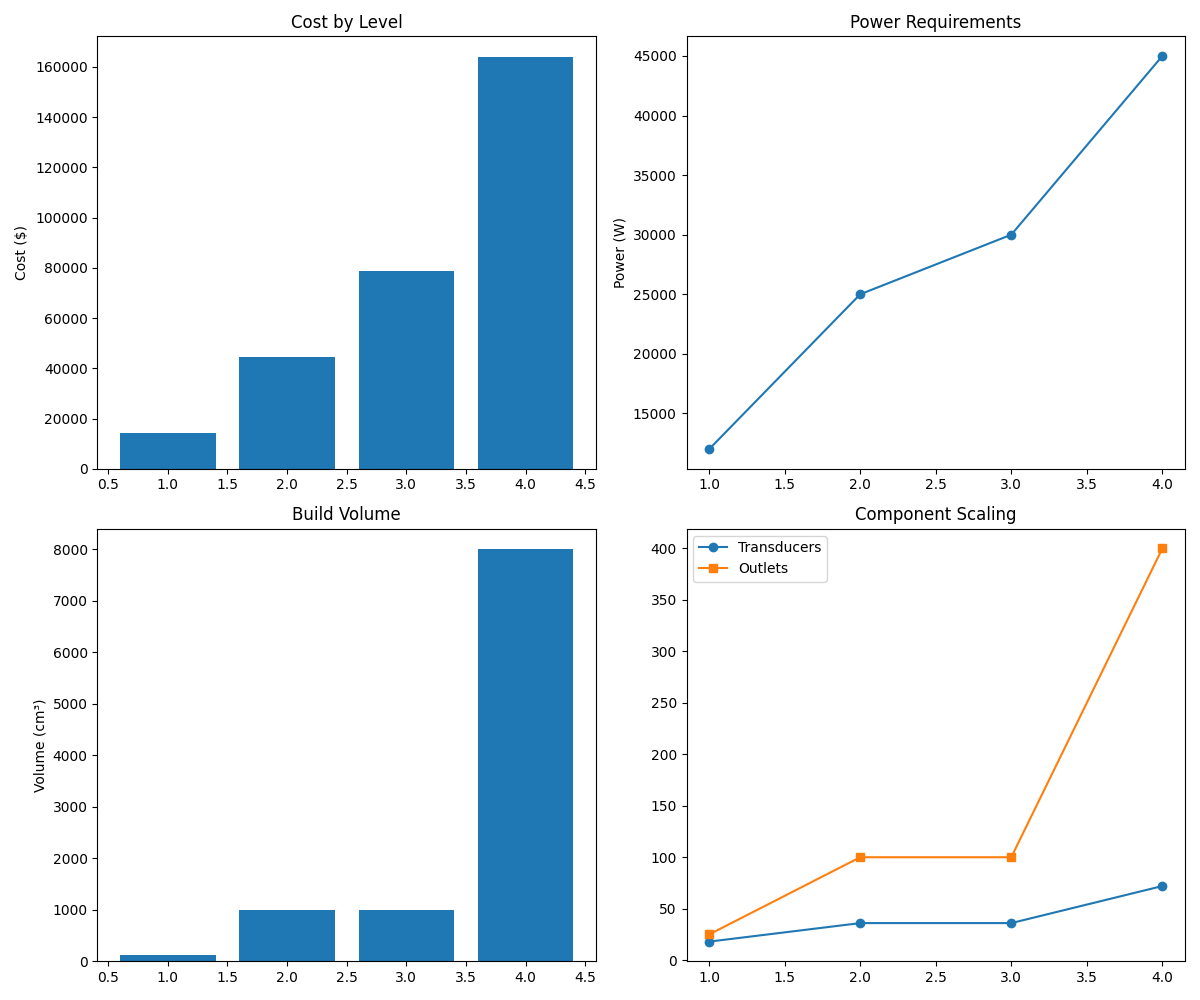 Cost by Level
Cost ($)
160000
140000
120000
100000
80000
60000
40000
20000
0
0.5 1.0 1.5 2.0 2.5 3.0 3.5 4.0 4.5
Power Requirements
Power (W)
45000
40000
35000
30000
25000
20000
15000
1.0 1.5 2.0 2.5 3.0 3.5 4.0
Build Volume
Volume (cm³)
8000
7000
6000
5000
4000
3000
2000
1000
0
0.5 1.0 1.5 2.0 2.5 3.0 3.5 4.0 4.5
Component Scaling
Transducers
Outlets
400
350
300
250
200
150
100
50
0
1.0 1.5 2.0 2.5 3.0 3.5 4.0